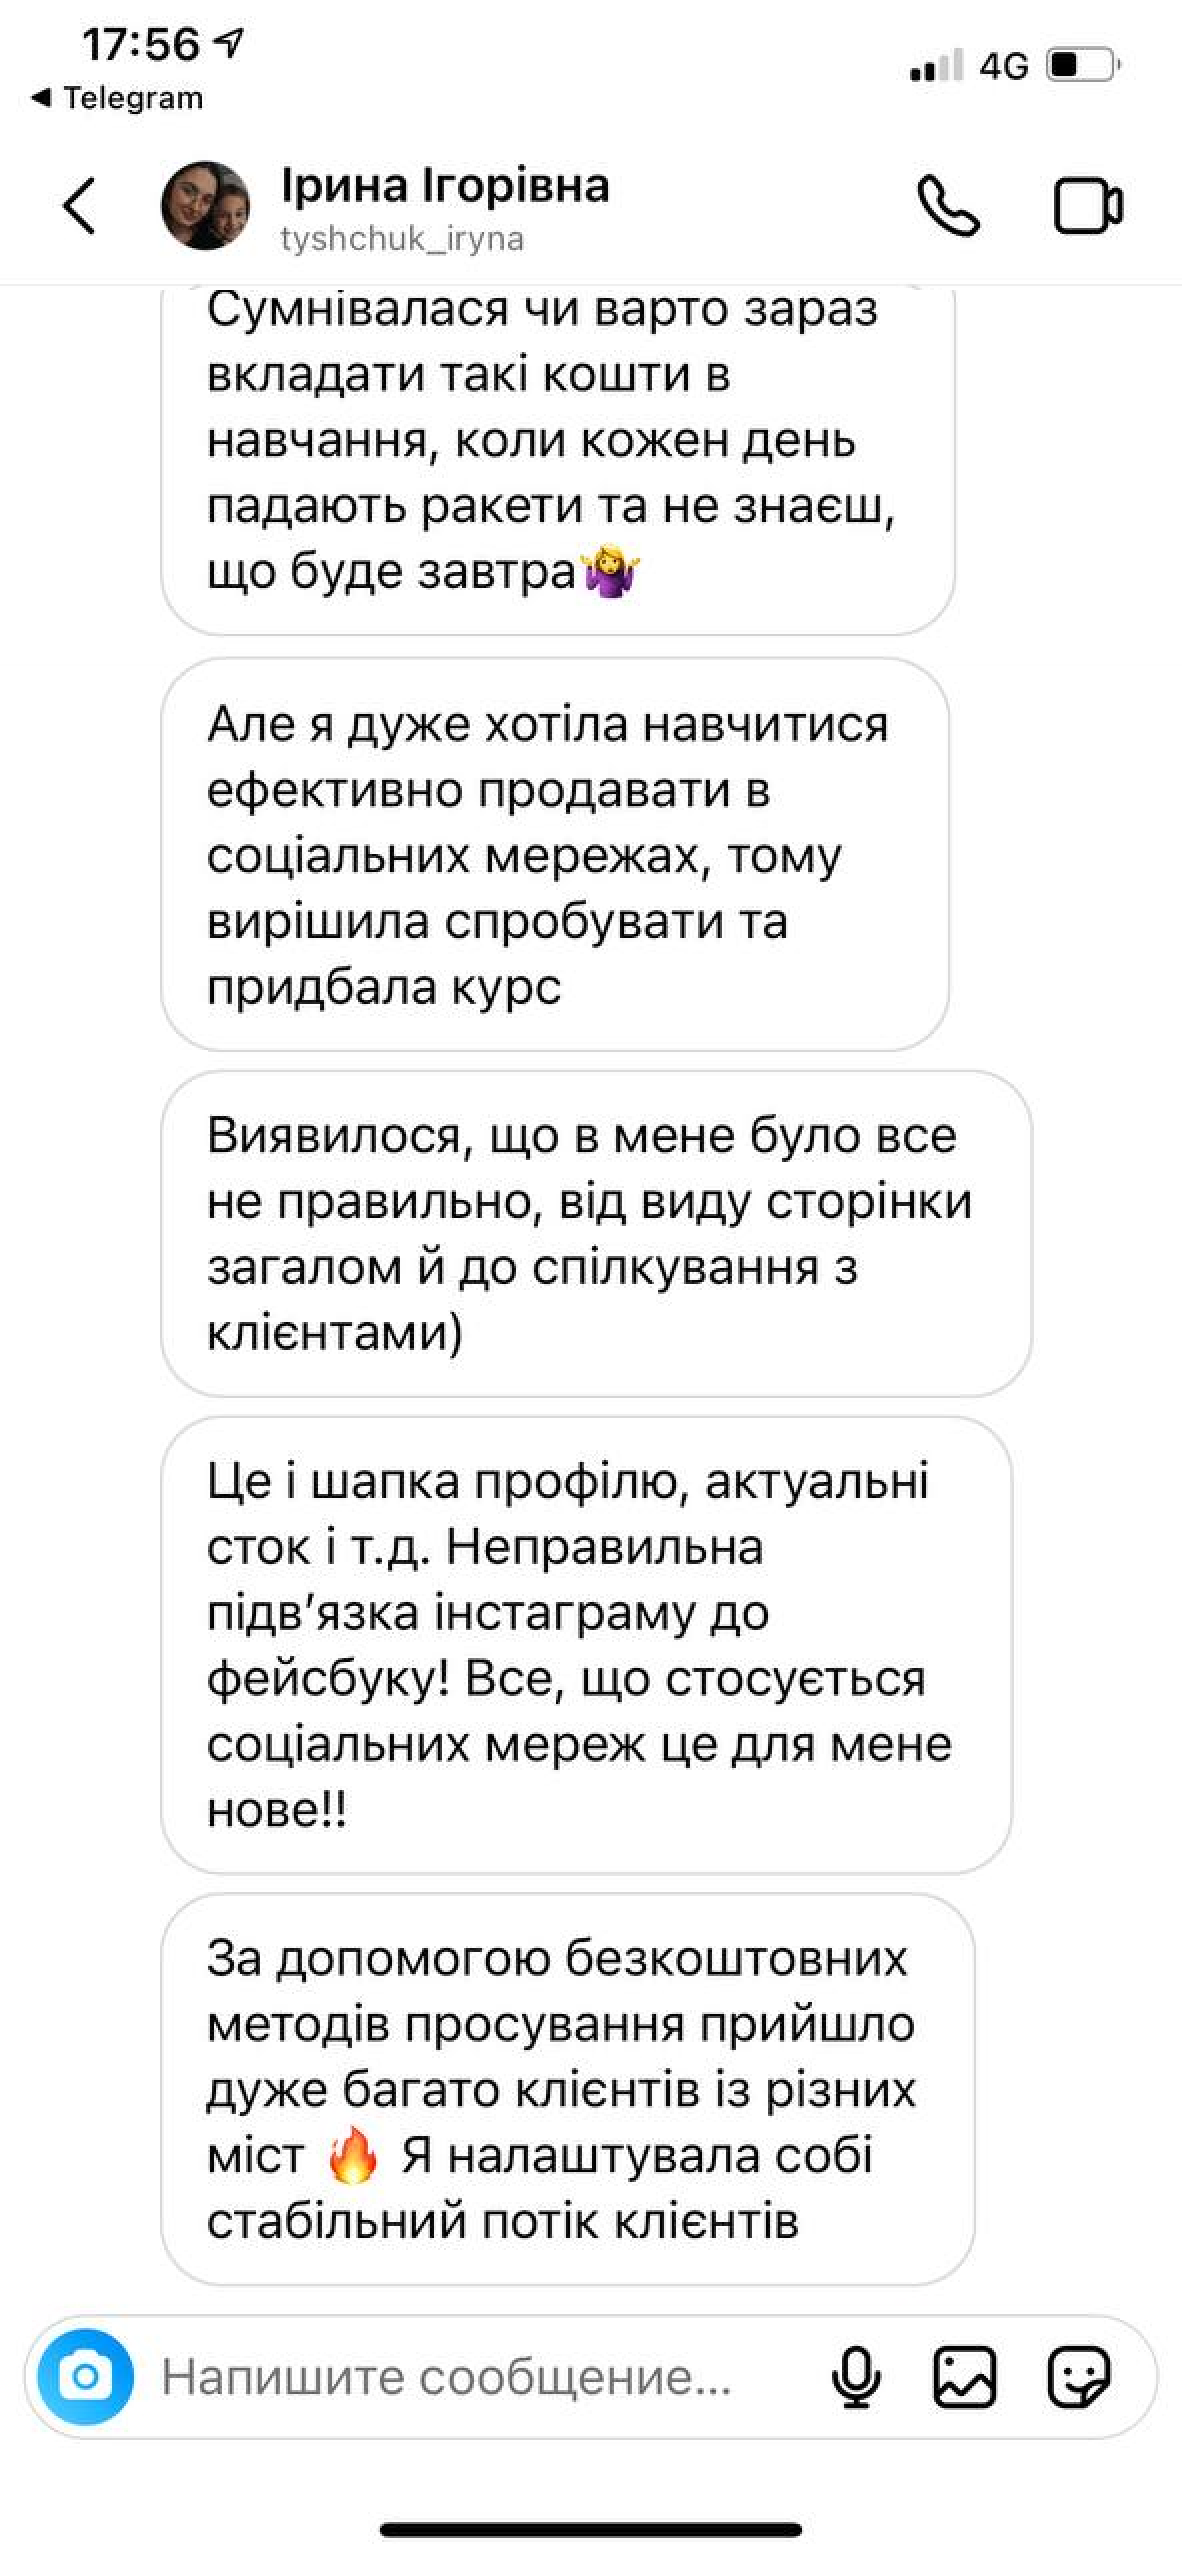 17:56
4G
◀ Telegram
Ірина Ігорівна
tyshchuk_iryna
Сумнівалася чи варто зараз
вкладати такі кошти в
навчання, коли кожен день
падають ракети та не знаєш,
що буде завтра🤷‍♀️
Але я дуже хотіла навчитися
ефективно продавати в
соціальних мережах, тому
вирішила спробувати та
придбала курс
Виявилося, що в мене було все
не правильно, від виду сторінки
загалом й до спілкування з
клієнтами)
Це і шапка профілю, актуальні
сток і т.д. Неправильна
підв’язка інстаграму до
фейсбуку! Все, що стосується
соціальних мереж це для мене
нове!!
За допомогою безкоштовних
методів просування прийшло
дуже багато клієнтів із різних
міст 🔥 Я налаштувала собі
стабільний потік клієнтів
Напишите сообщение...